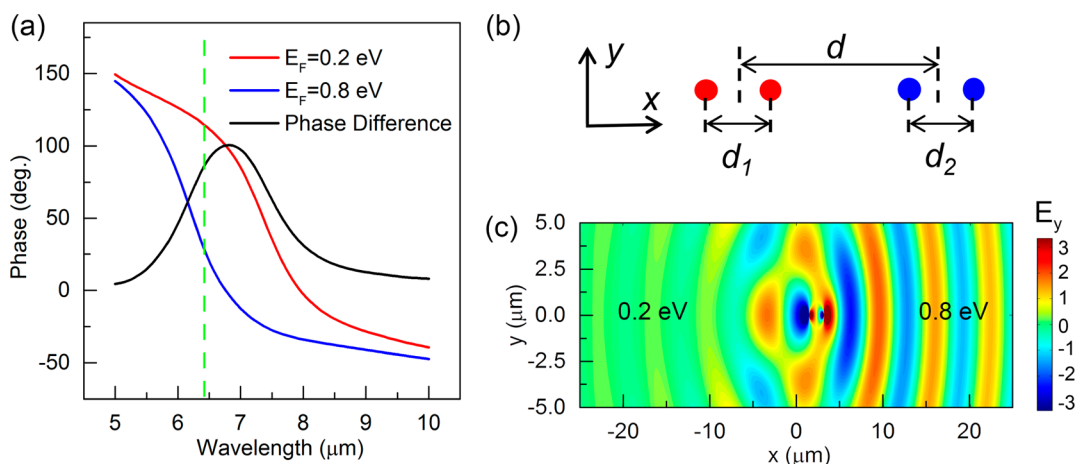 (a)
E_F=0.2 eV
E_F=0.8 eV
Phase Difference
150
100
50
0
-50
Phase (deg.)
5 6 7 8 9 10
Wavelength (μm)
(b)
y
x
d
d_1
d_2
(c)
E_y
5.0
2.5
0.0
-2.5
-5.0
y (μm)
0.2 eV
0.8 eV
-20 -10 0 10 20
x (μm)
3
2
1
0
-1
-2
-3